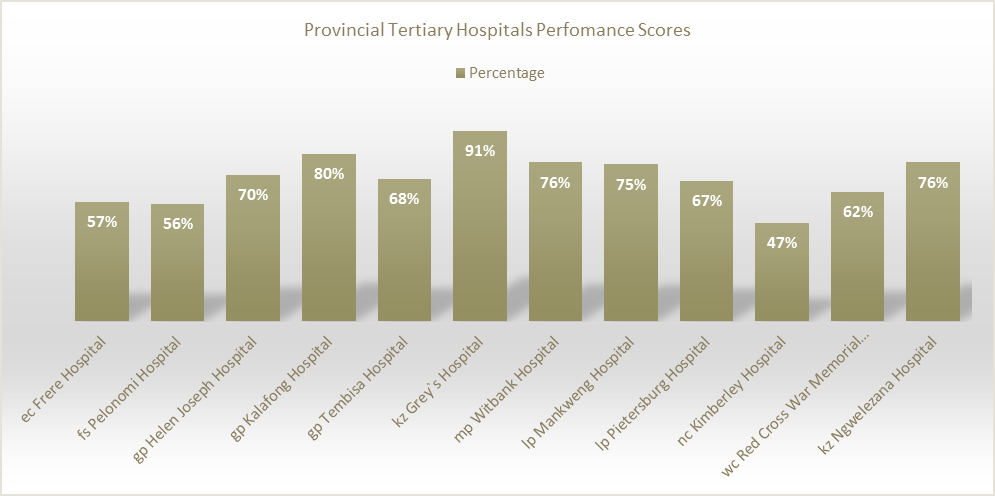 Provincial Tertiary Hospitals Perfomance Scores
Percentage
57%
56%
70%
80%
68%
91%
76%
75%
67%
47%
62%
76%
ec Frere Hospital
fs Pelonomi Hospital
gp Helen Joseph Hospital
gp Kalafong Hospital
gp Tembisa Hospital
kz Grey`s Hospital
mp Witbank Hospital
lp Mankweng Hospital
lp Pietersburg Hospital
nc Kimberley Hospital
wc Red Cross War Memorial…
kz Ngwelezana Hospital